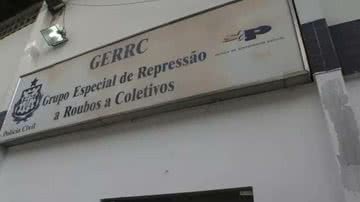 GERRC
Grupo Especial de Repressão
a Roubos a Coletivos
Polícia Civil